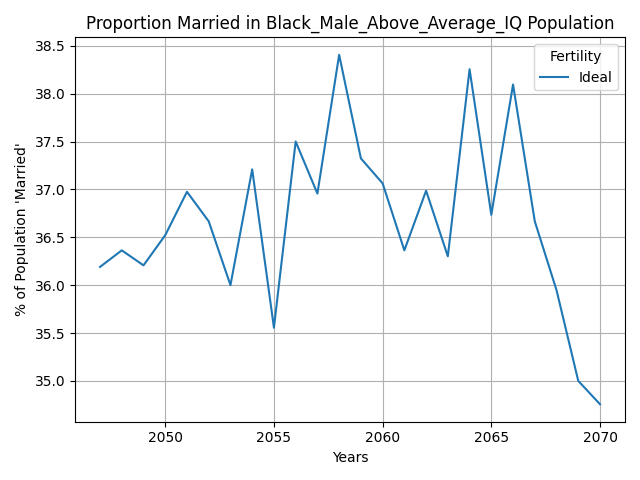 Proportion Married in Black_Male_Above_Average_IQ Population
Fertility
Ideal
38.5
38.0
37.5
37.0
36.5
36.0
35.5
35.0
% of Population 'Married'
2050
2055
2060
2065
2070
Years